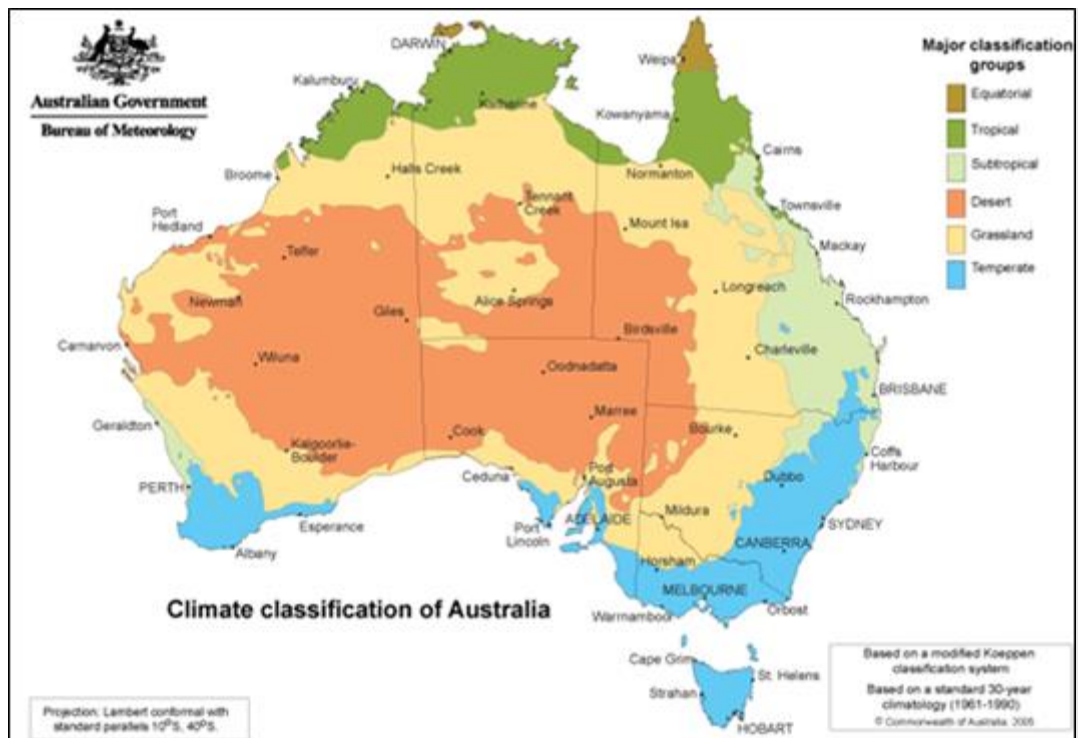 Australian Government
Bureau of Meteorology
Major classification
groups
Equatorial
Tropical
Subtropical
Desert
Grassland
Temperate
DARWIN
Weipa
Kalumburu
Katharine
Kowanyama
Cairns
Broome
Halls Creek
Normanton
Townsville
Port
Hedland
Tennant
Creek
Mount Isa
Mackay
Telfer
Newman
Alice Springs
Longreach
Rockhampton
Giles
Birdsville
Carnarvon
Wiluna
Oodnadatta
Charleville
BRISBANE
Geraldton
Marree
Cook
Bourke
Kalgoorlie-
Boulder
Coffs
Harbour
PERTH
Ceduna
Port
Augusta
Dubbo
Esperance
Albany
Port
Lincoln
ADELAIDE
Mildura
SYDNEY
CANBERRA
Horsham
MELBOURNE
Orbost
Warrnambool
Climate classification of Australia
Cape Grim
St. Helens
Strahan
HOBART
Projection: Lambert conformal with
standard parallels 10°S, 40°S.
Based on a modified Koeppen
classification system
Based on a standard 30-year
climatology (1961-1990)
© Commonwealth of Australia, 2005